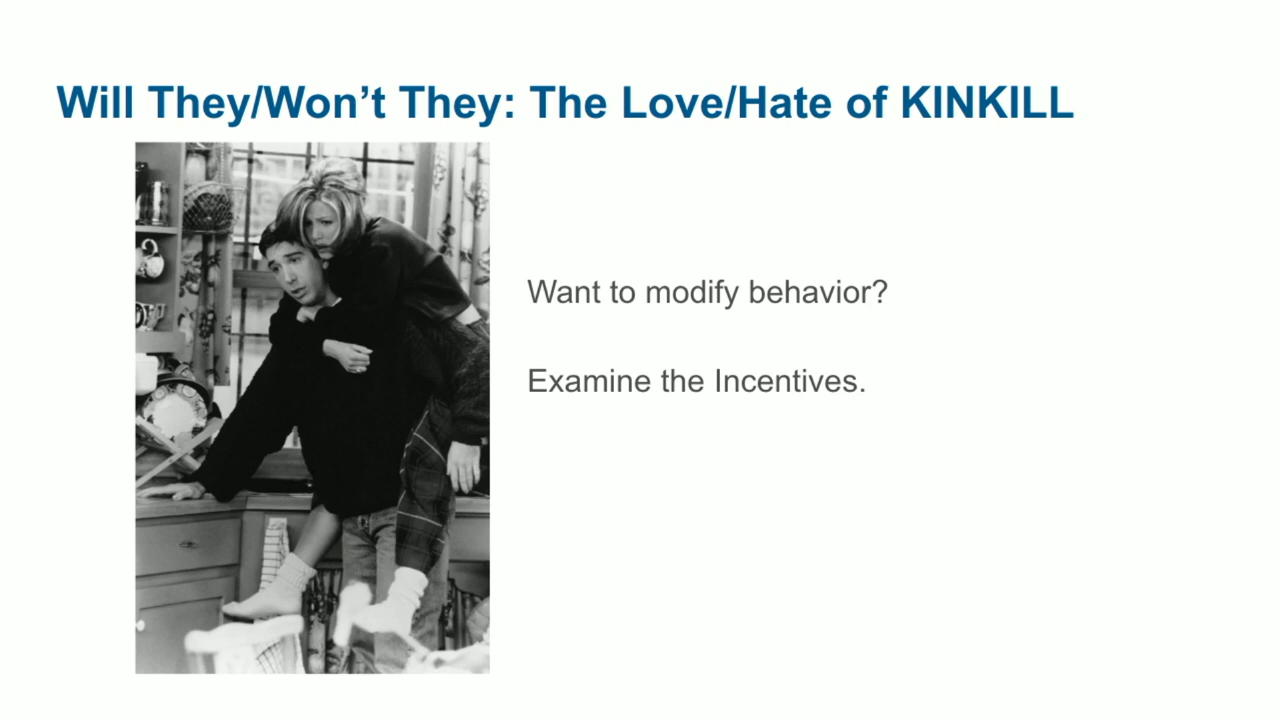 Will They/Won’t They: The Love/Hate of KINKILL
Want to modify behavior?
Examine the Incentives.